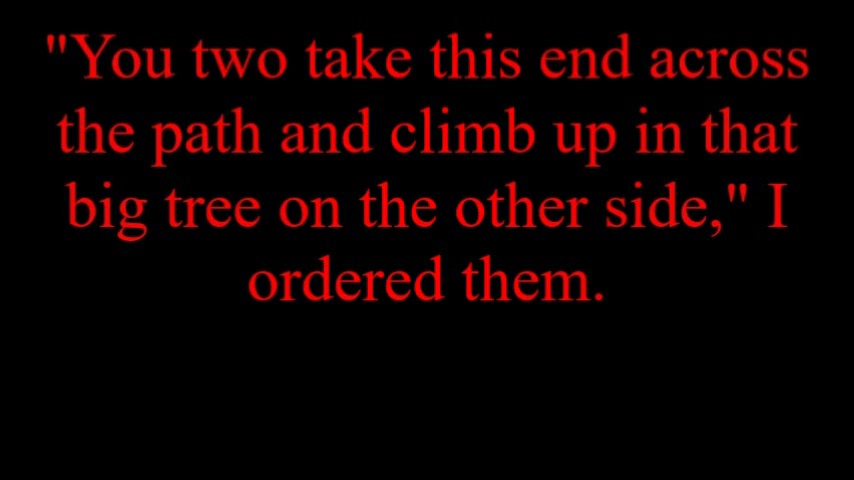 "You two take this end across
the path and climb up in that
big tree on the other side," I
ordered them.